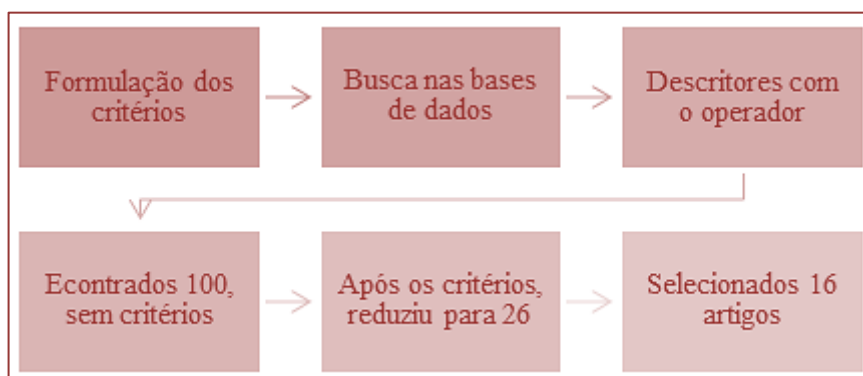 Formulação dos
critérios
Busca nas bases
de dados
Descritores com
o operador
Econtrados 100,
sem critérios
Após os critérios,
reduziu para 26
Selecionados 16
artigos